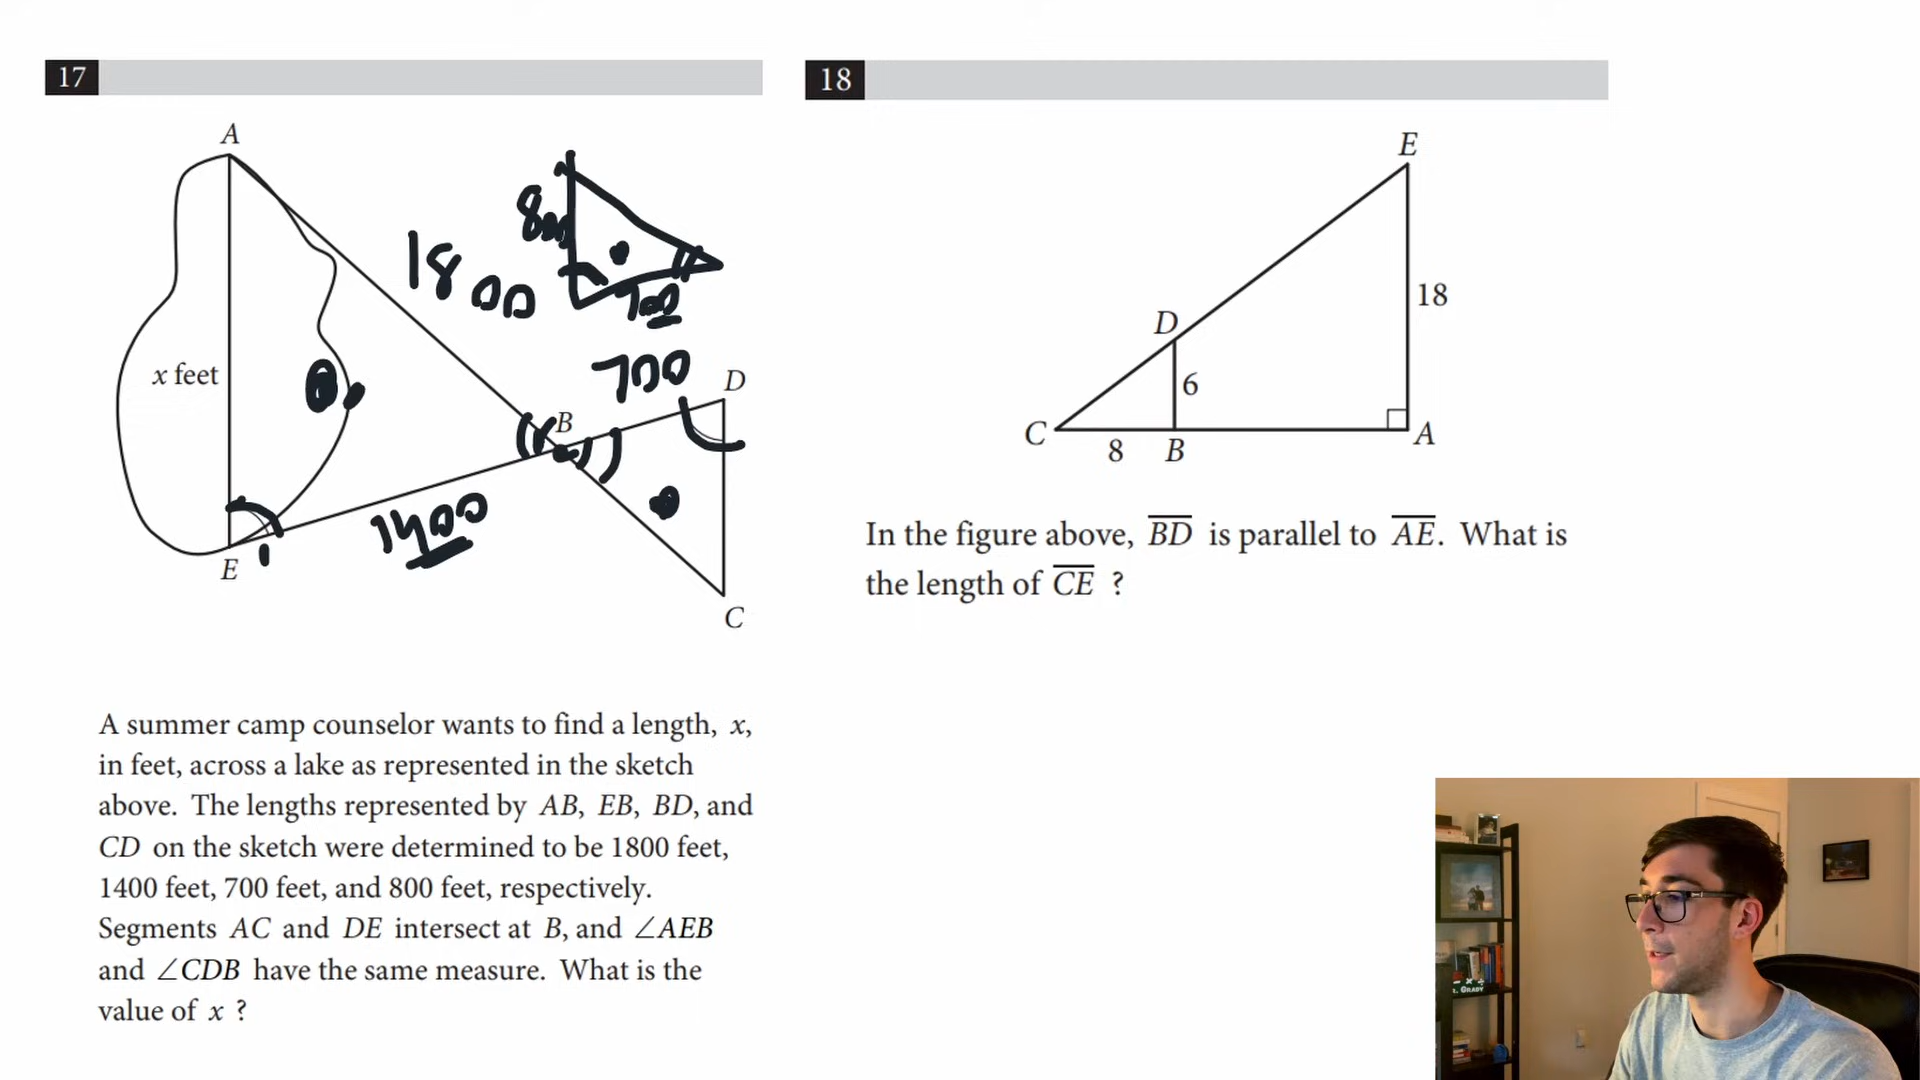 17
A
x feet
E
1800
800
700
700
B
D
1400
C
A summer camp counselor wants to find a length, x,
in feet, across a lake as represented in the sketch
above. The lengths represented by AB, EB, BD, and
CD on the sketch were determined to be 1800 feet,
1400 feet, 700 feet, and 800 feet, respectively.
Segments AC and DE intersect at B, and ∠AEB
and ∠CDB have the same measure. What is the
value of x ?
18
E
18
D
6
C
8
B
A
In the figure above, BD is parallel to AE. What is
the length of CE ?
GRADY